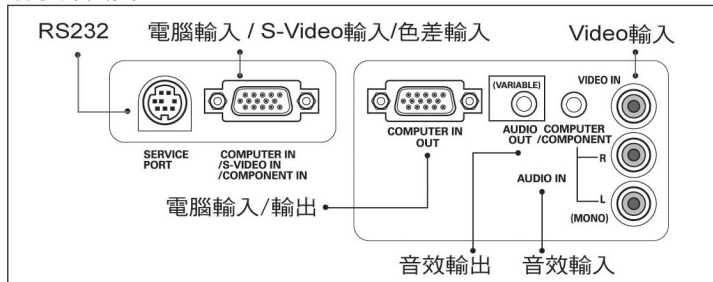 RS232
電腦輸入 / S-Video輸入/色差輸入
Video輸入
VIDEO IN
(VARIABLE)
SERVICE
PORT
COMPUTER IN
/S-VIDEO IN
/COMPONENT IN
COMPUTER IN
OUT
AUDIO
OUT
COMPUTER
/COMPONENT
R
AUDIO IN
L
(MONO)
電腦輸入/輸出
音效輸出
音效輸入